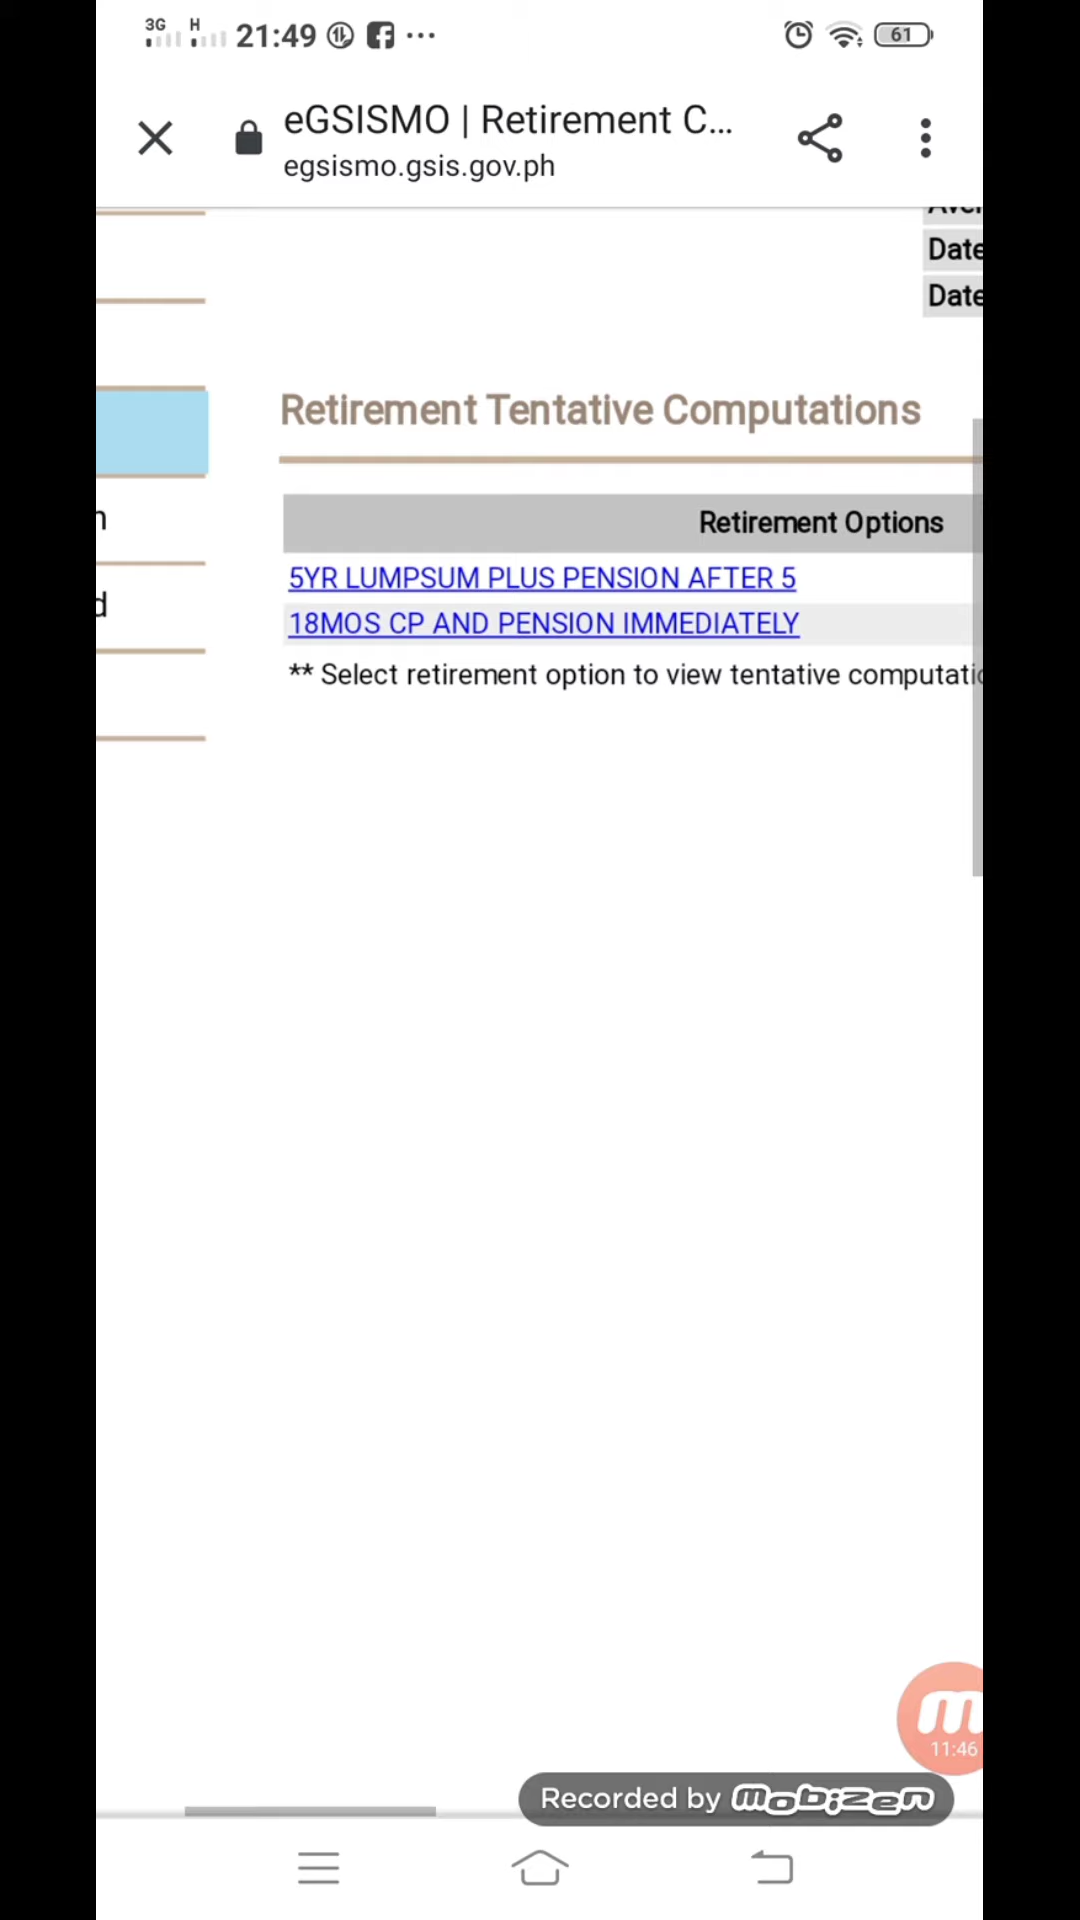 3G H 21:49 61
eGSISMO | Retirement C...
egsismo.gsis.gov.ph
Date
Date
Retirement Tentative Computations
Retirement Options
5YR LUMPSUM PLUS PENSION AFTER 5
18MOS CP AND PENSION IMMEDIATELY
** Select retirement option to view tentative computati
11:46
Recorded by mobizen